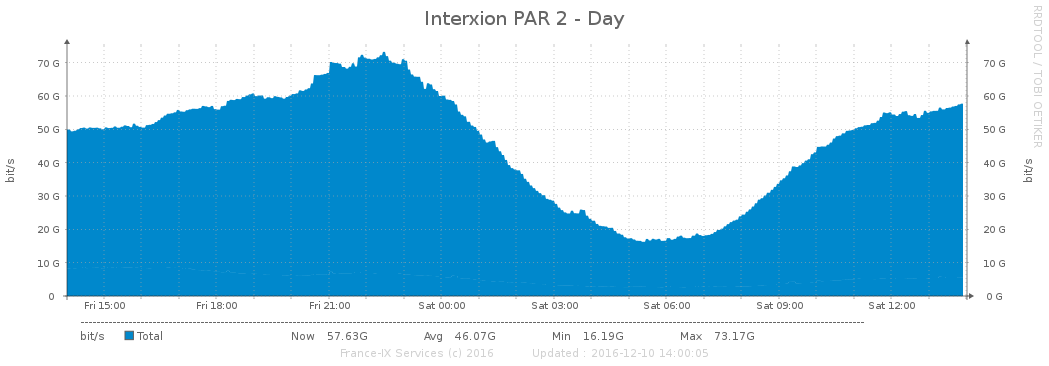 Interxion PAR 2 - Day
RRDTOOL / TOBI OETIKER
bit/s
70 G
60 G
50 G
40 G
30 G
20 G
10 G
0
70 G
60 G
50 G
40 G
30 G
20 G
10 G
0 G
bit/s
Fri 15:00 Fri 18:00 Fri 21:00 Sat 00:00 Sat 03:00 Sat 06:00 Sat 09:00 Sat 12:00
bit/s Total Now 57.63G Avg 46.07G Min 16.19G Max 73.17G
France-IX Services (c) 2016 Updated : 2016-12-10 14:00:05